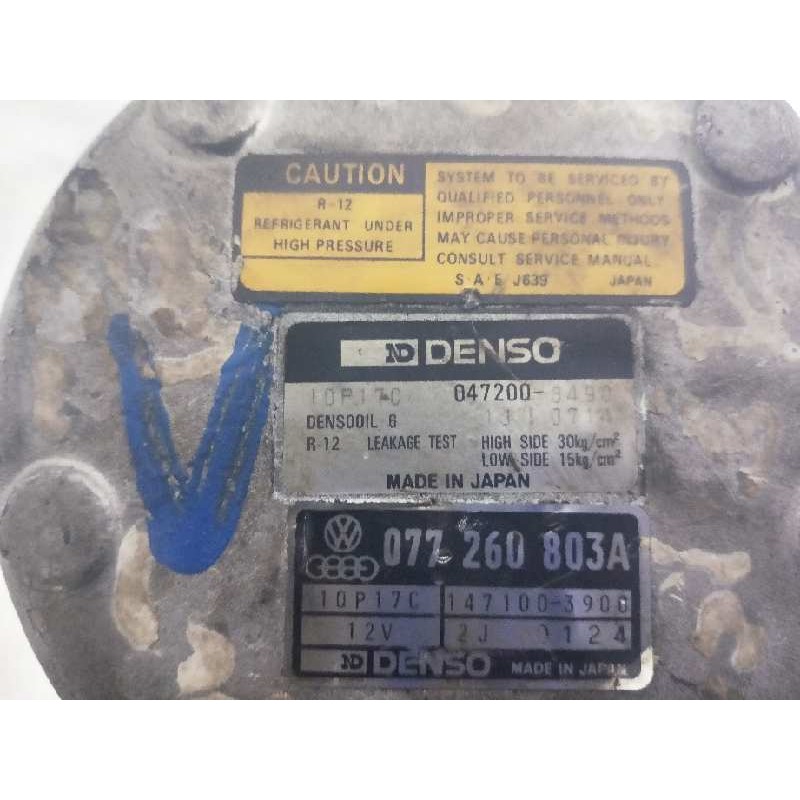 CAUTION
R-12
REFRIGERANT UNDER
HIGH PRESSURE
SYSTEM TO BE SERVICED BY
QUALIFIED PERSONNEL ONLY
IMPROPER SERVICE METHODS
MAY CAUSE PERSONAL INJURY
CONSULT SERVICE MANUAL
S·A·E J639 JAPAN
ND DENSO
10P17C 047200-
DENSOOIL 6
R-12 LEAKAGE TEST HIGH SIDE 30kg/cm²
LOW SIDE 15kg/cm²
MADE IN JAPAN
077 260 803A
10P17C 147100-3900
12V 2J 0124
ND DENSO MADE IN JAPAN